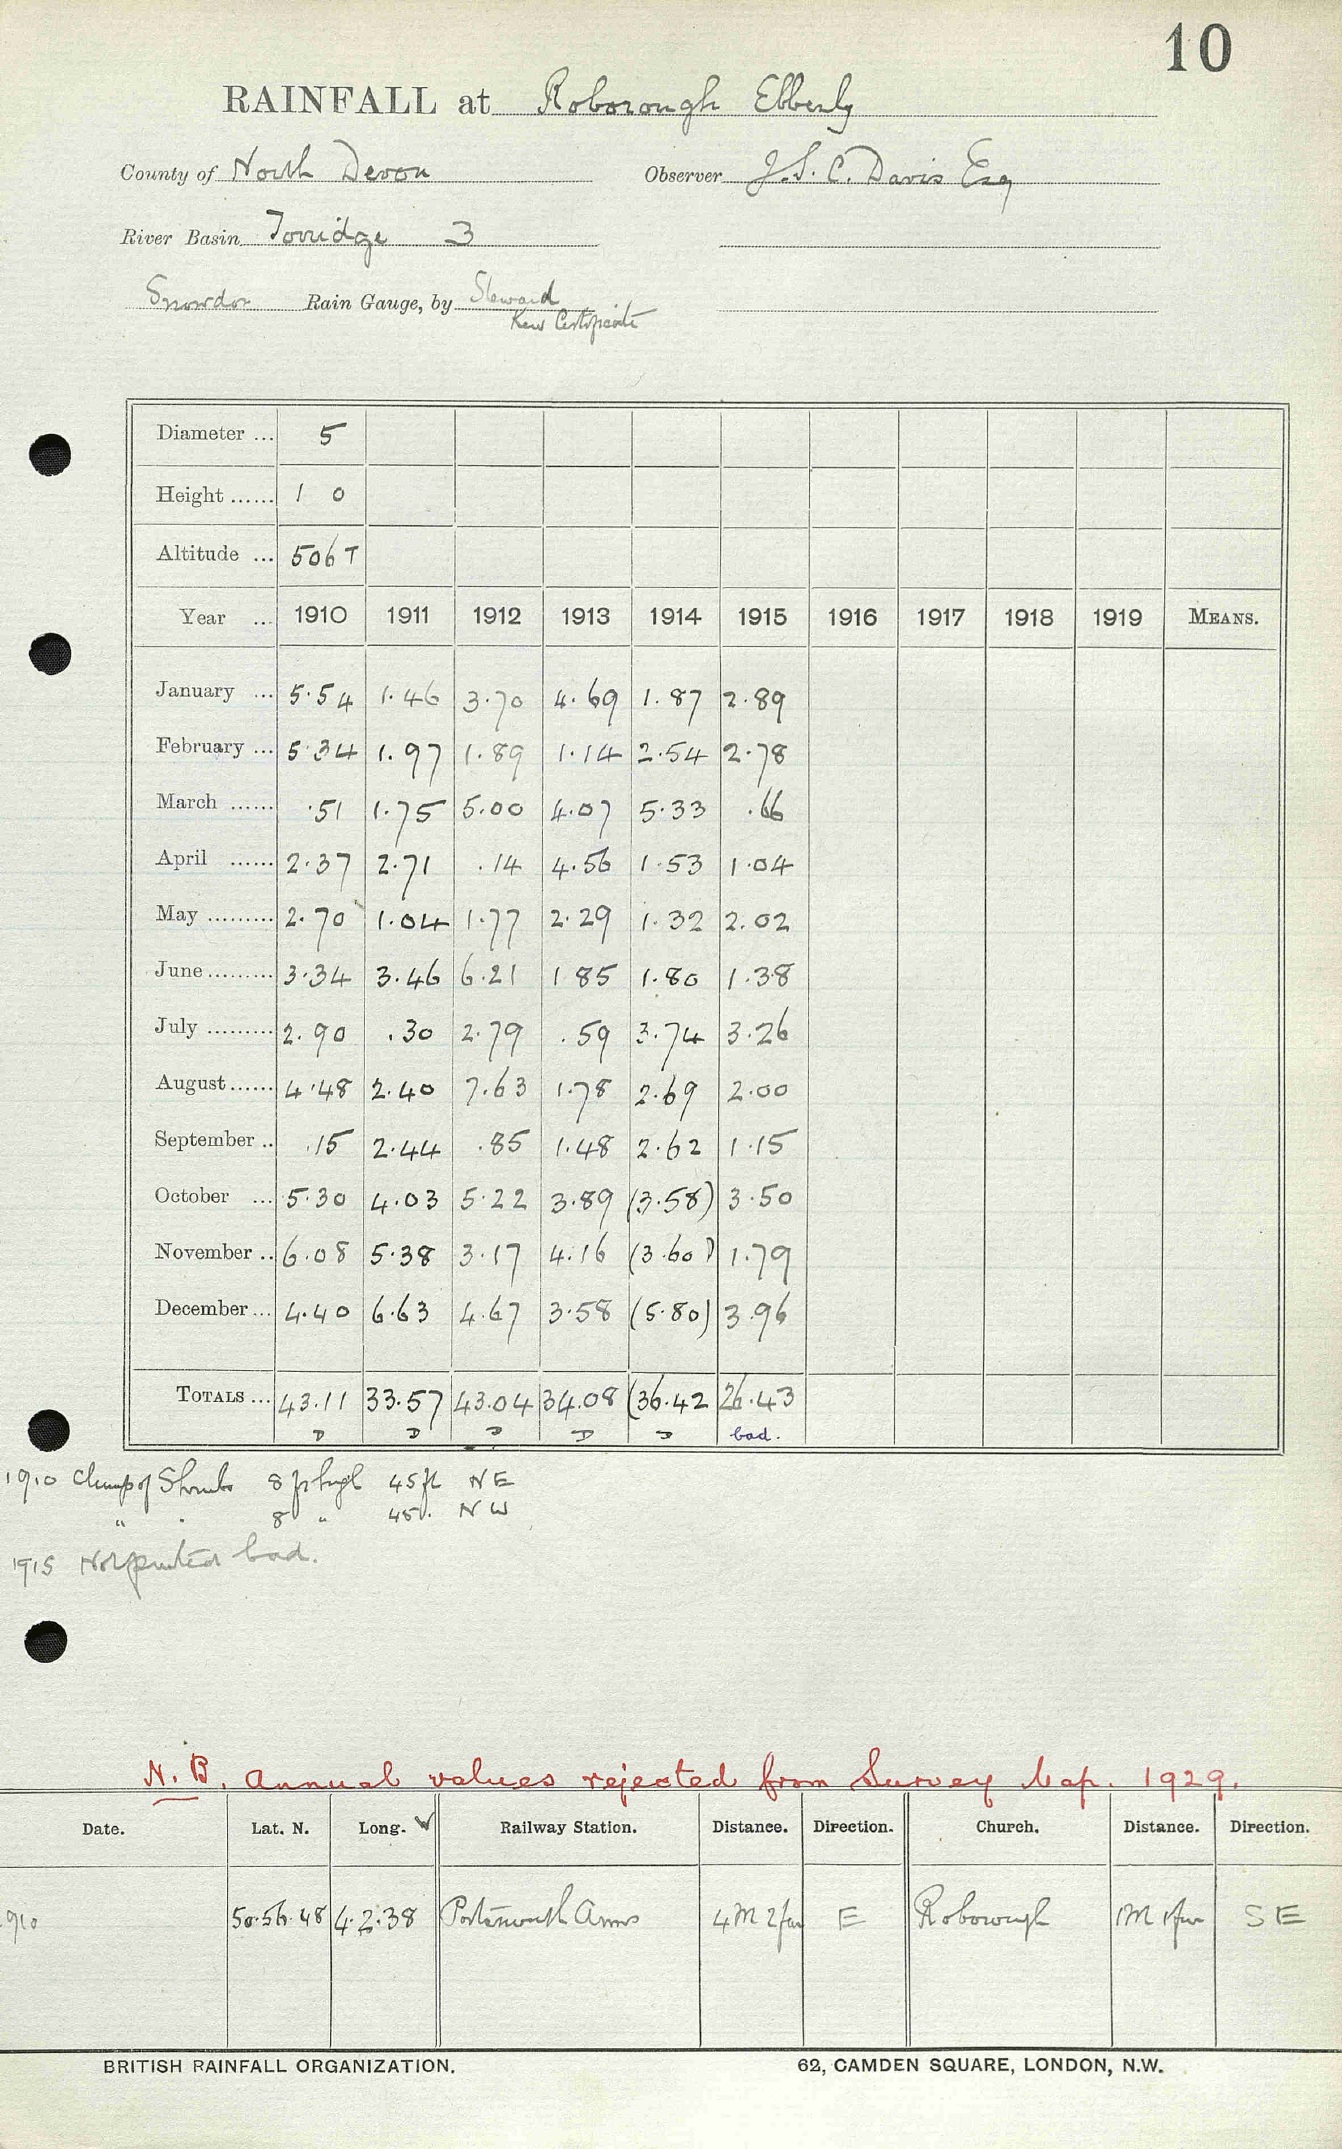 10
RAINFALL at Roborough Ebberly
County of North Devon Observer J. S. C. Davis Esq
River Basin Torridge 3
Snowdon Rain Gauge, by Steward
Kew Certificate
Diameter ... 5
Height ...... 1 0
Altitude ... 506 T
Year ... 1910 1911 1912 1913 1914 1915 1916 1917 1918 1919 MEANS.
January ... 5.54 1.46 3.70 4.69 1.87 2.89
February ... 5.34 1.97 1.89 1.14 2.54 2.78
March ...... .51 1.75 5.00 4.07 5.33 .66
April ...... 2.37 2.71 .14 4.56 1.53 1.04
May ......... 2.70 1.04 1.77 2.29 1.32 2.02
June ......... 3.34 3.46 6.21 1 85 1.80 1.38
July ......... 2.90 .30 2.79 .59 3.74 3.26
August ...... 4.48 2.40 7.63 1.78 2.69 2.00
September .. .15 2.44 .85 1.48 2.62 1.15
October ... 5.30 4.03 5.22 3.89 (3.58) 3.50
November .. 6.08 5.38 3.17 4.16 (3.60) 1.79
December ... 4.40 6.63 4.67 3.58 (5.80) 3.96
TOTALS ... 43.11 33.57 43.04 34.08 (36.42 26.43
D D D D D bad.
1910 Clump of Shrubs 8 ft high 45 ft NE
" " 8 " 45 . NW
1915 Not printed bad.
N.B. Annual values rejected from Survey Map. 1929.
Date. Lat. N. Long. W Railway Station. Distance. Direction. Church. Distance. Direction.
1910 50.56.48 4.2.38 Portsmouth Arms 4 M 2 fur E Roborough 1 M 1 fur S E
BRITISH RAINFALL ORGANIZATION. 62, CAMDEN SQUARE, LONDON, N.W.